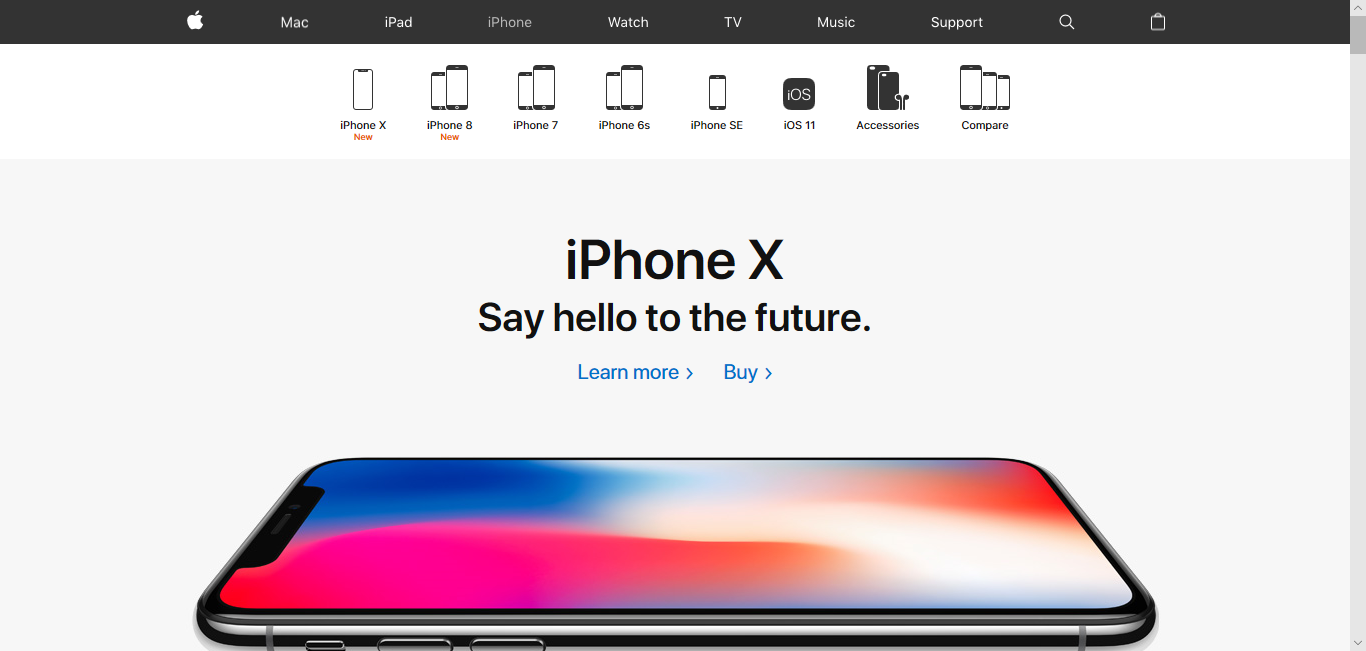 Mac iPad iPhone Watch TV Music Support
iOS
iPhone X iPhone 8 iPhone 7 iPhone 6s iPhone SE iOS 11 Accessories Compare
New New
iPhone X
Say hello to the future.
Learn more > Buy >